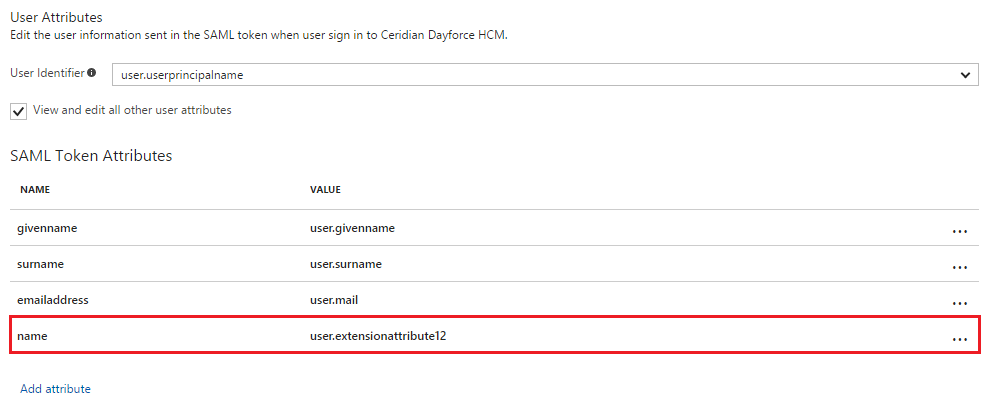 User Attributes
Edit the user information sent in the SAML token when user sign in to Ceridian Dayforce HCM.
User Identifier
user.userprincipalname
View and edit all other user attributes
SAML Token Attributes
NAME VALUE
givenname user.givenname ...
surname user.surname ...
emailaddress user.mail ...
name user.extensionattribute12 ...
Add attribute